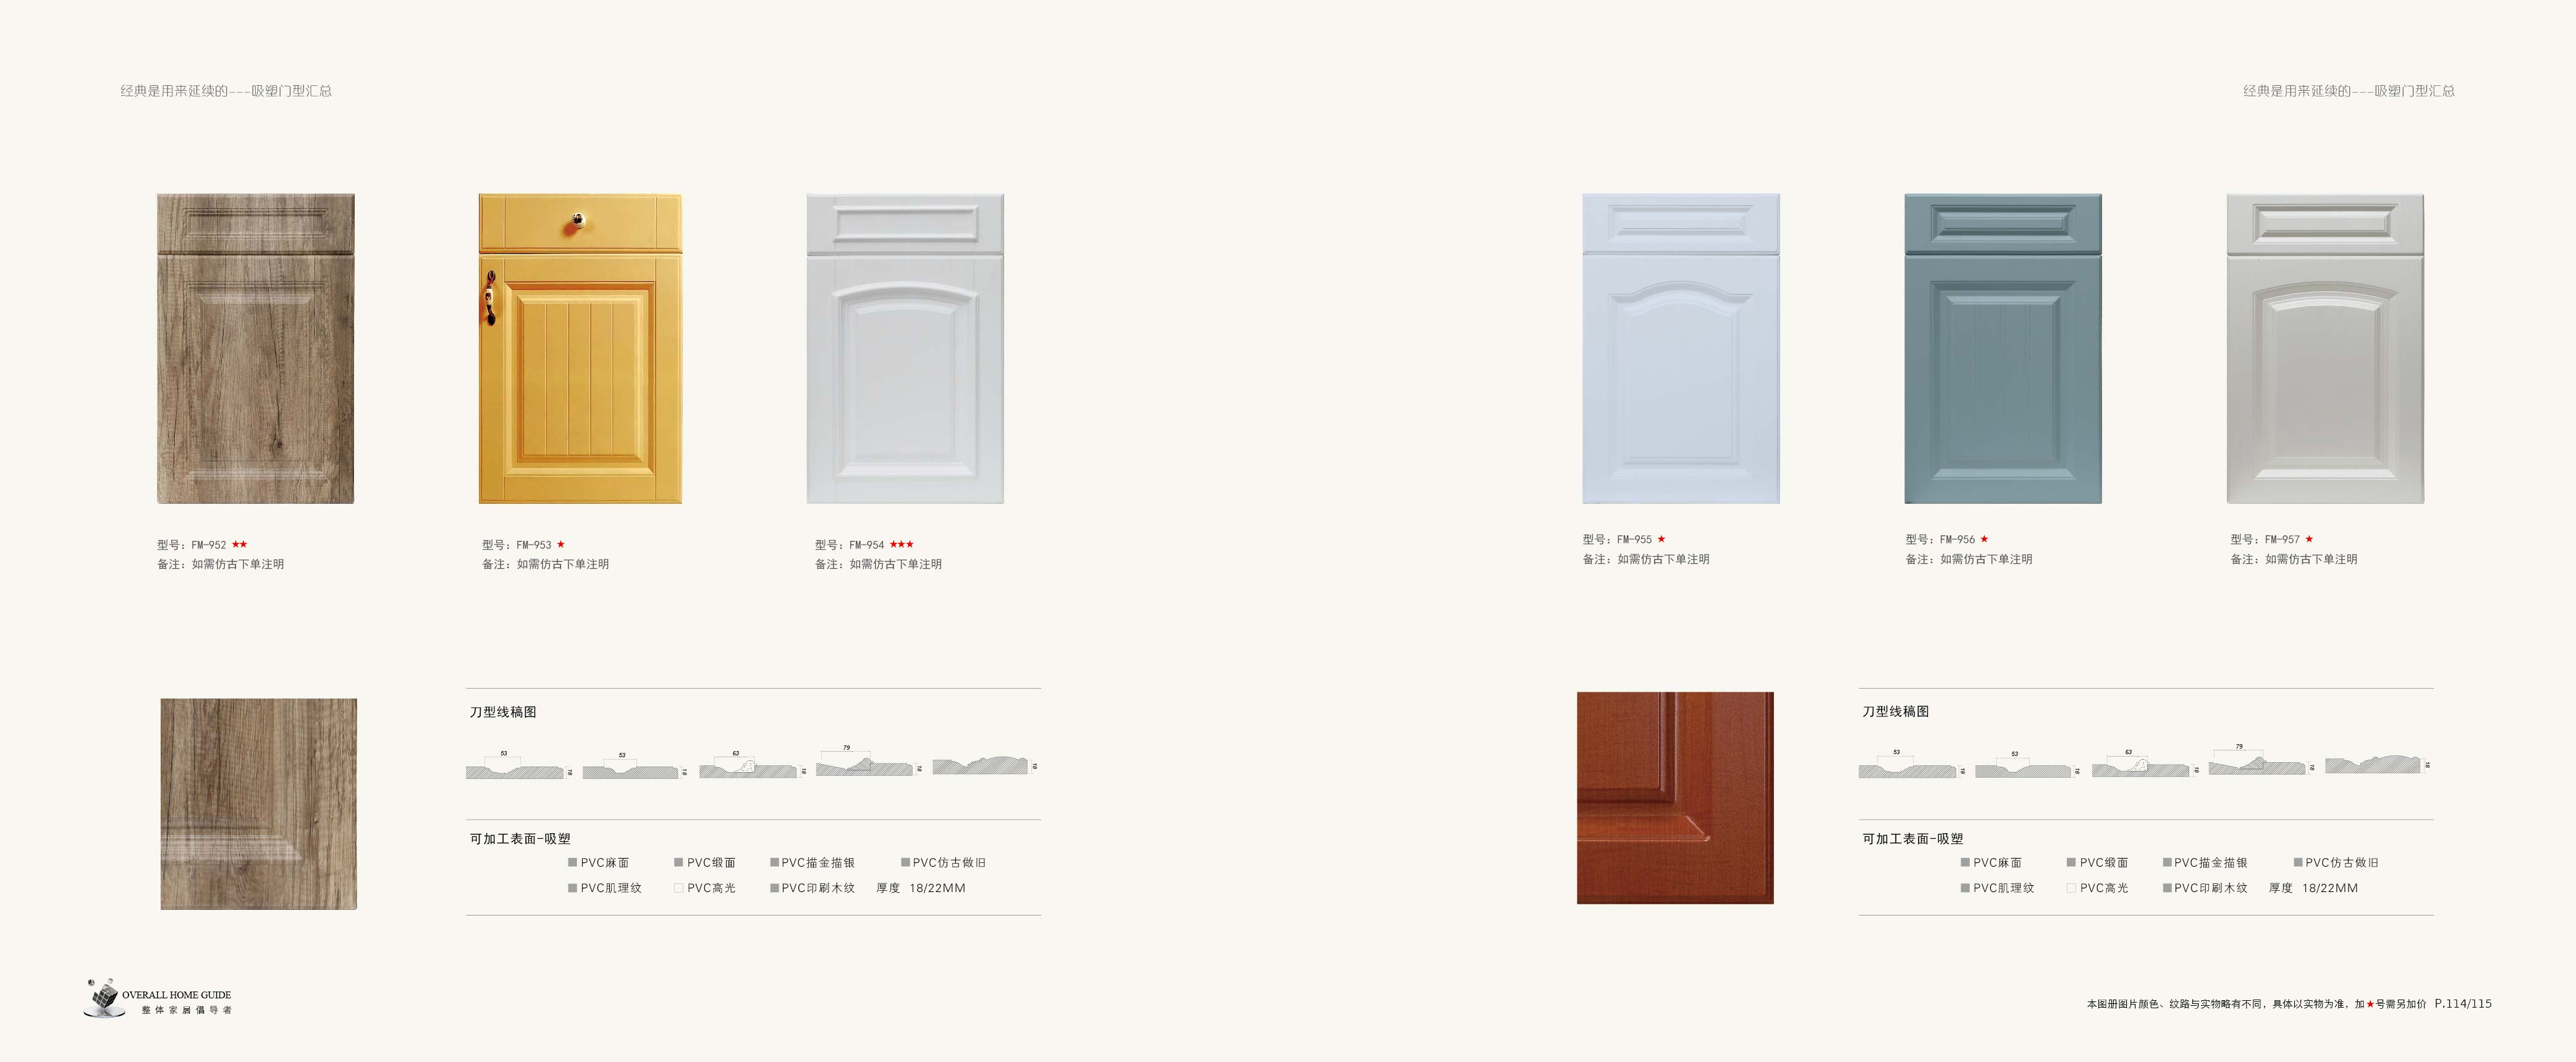 经典是用来延续的---吸塑门型汇总
经典是用来延续的---吸塑门型汇总
型号：FM-952 ★★
备注：如需仿古下单注明
型号：FM-953 ★
备注：如需仿古下单注明
型号：FM-954 ★★★
备注：如需仿古下单注明
型号：FM-955 ★
备注：如需仿古下单注明
型号：FM-956 ★
备注：如需仿古下单注明
型号：FM-957 ★
备注：如需仿古下单注明
刀型线稿图
53 18 53 18 63 18 79 18 18
可加工表面-吸塑
PVC麻面 PVC缎面 PVC描金描银 PVC仿古做旧
PVC肌理纹 PVC高光 PVC印刷木纹 厚度 18/22MM
刀型线稿图
53 18 53 18 63 18 79 18 18
可加工表面-吸塑
PVC麻面 PVC缎面 PVC描金描银 PVC仿古做旧
PVC肌理纹 PVC高光 PVC印刷木纹 厚度 18/22MM
OVERALL HOME GUIDE
整体家居倡导者
本图册图片颜色、纹路与实物略有不同，具体以实物为准，加★号需另加价 P.114/115